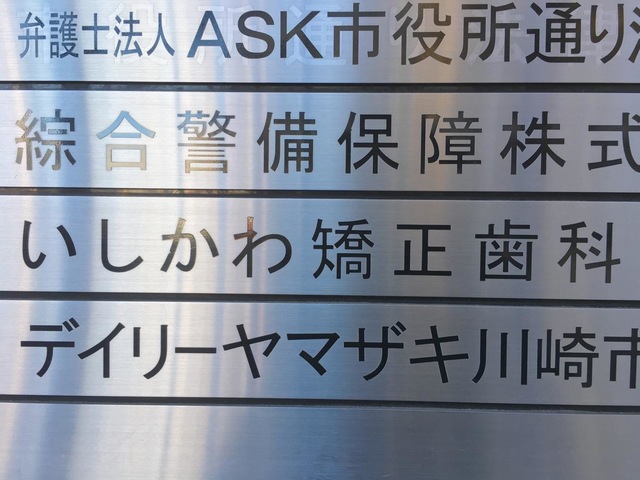 弁護士法人 ASK市役所通り
綜合警備保障株式
いしかわ矯正歯科
デイリーヤマザキ川崎市